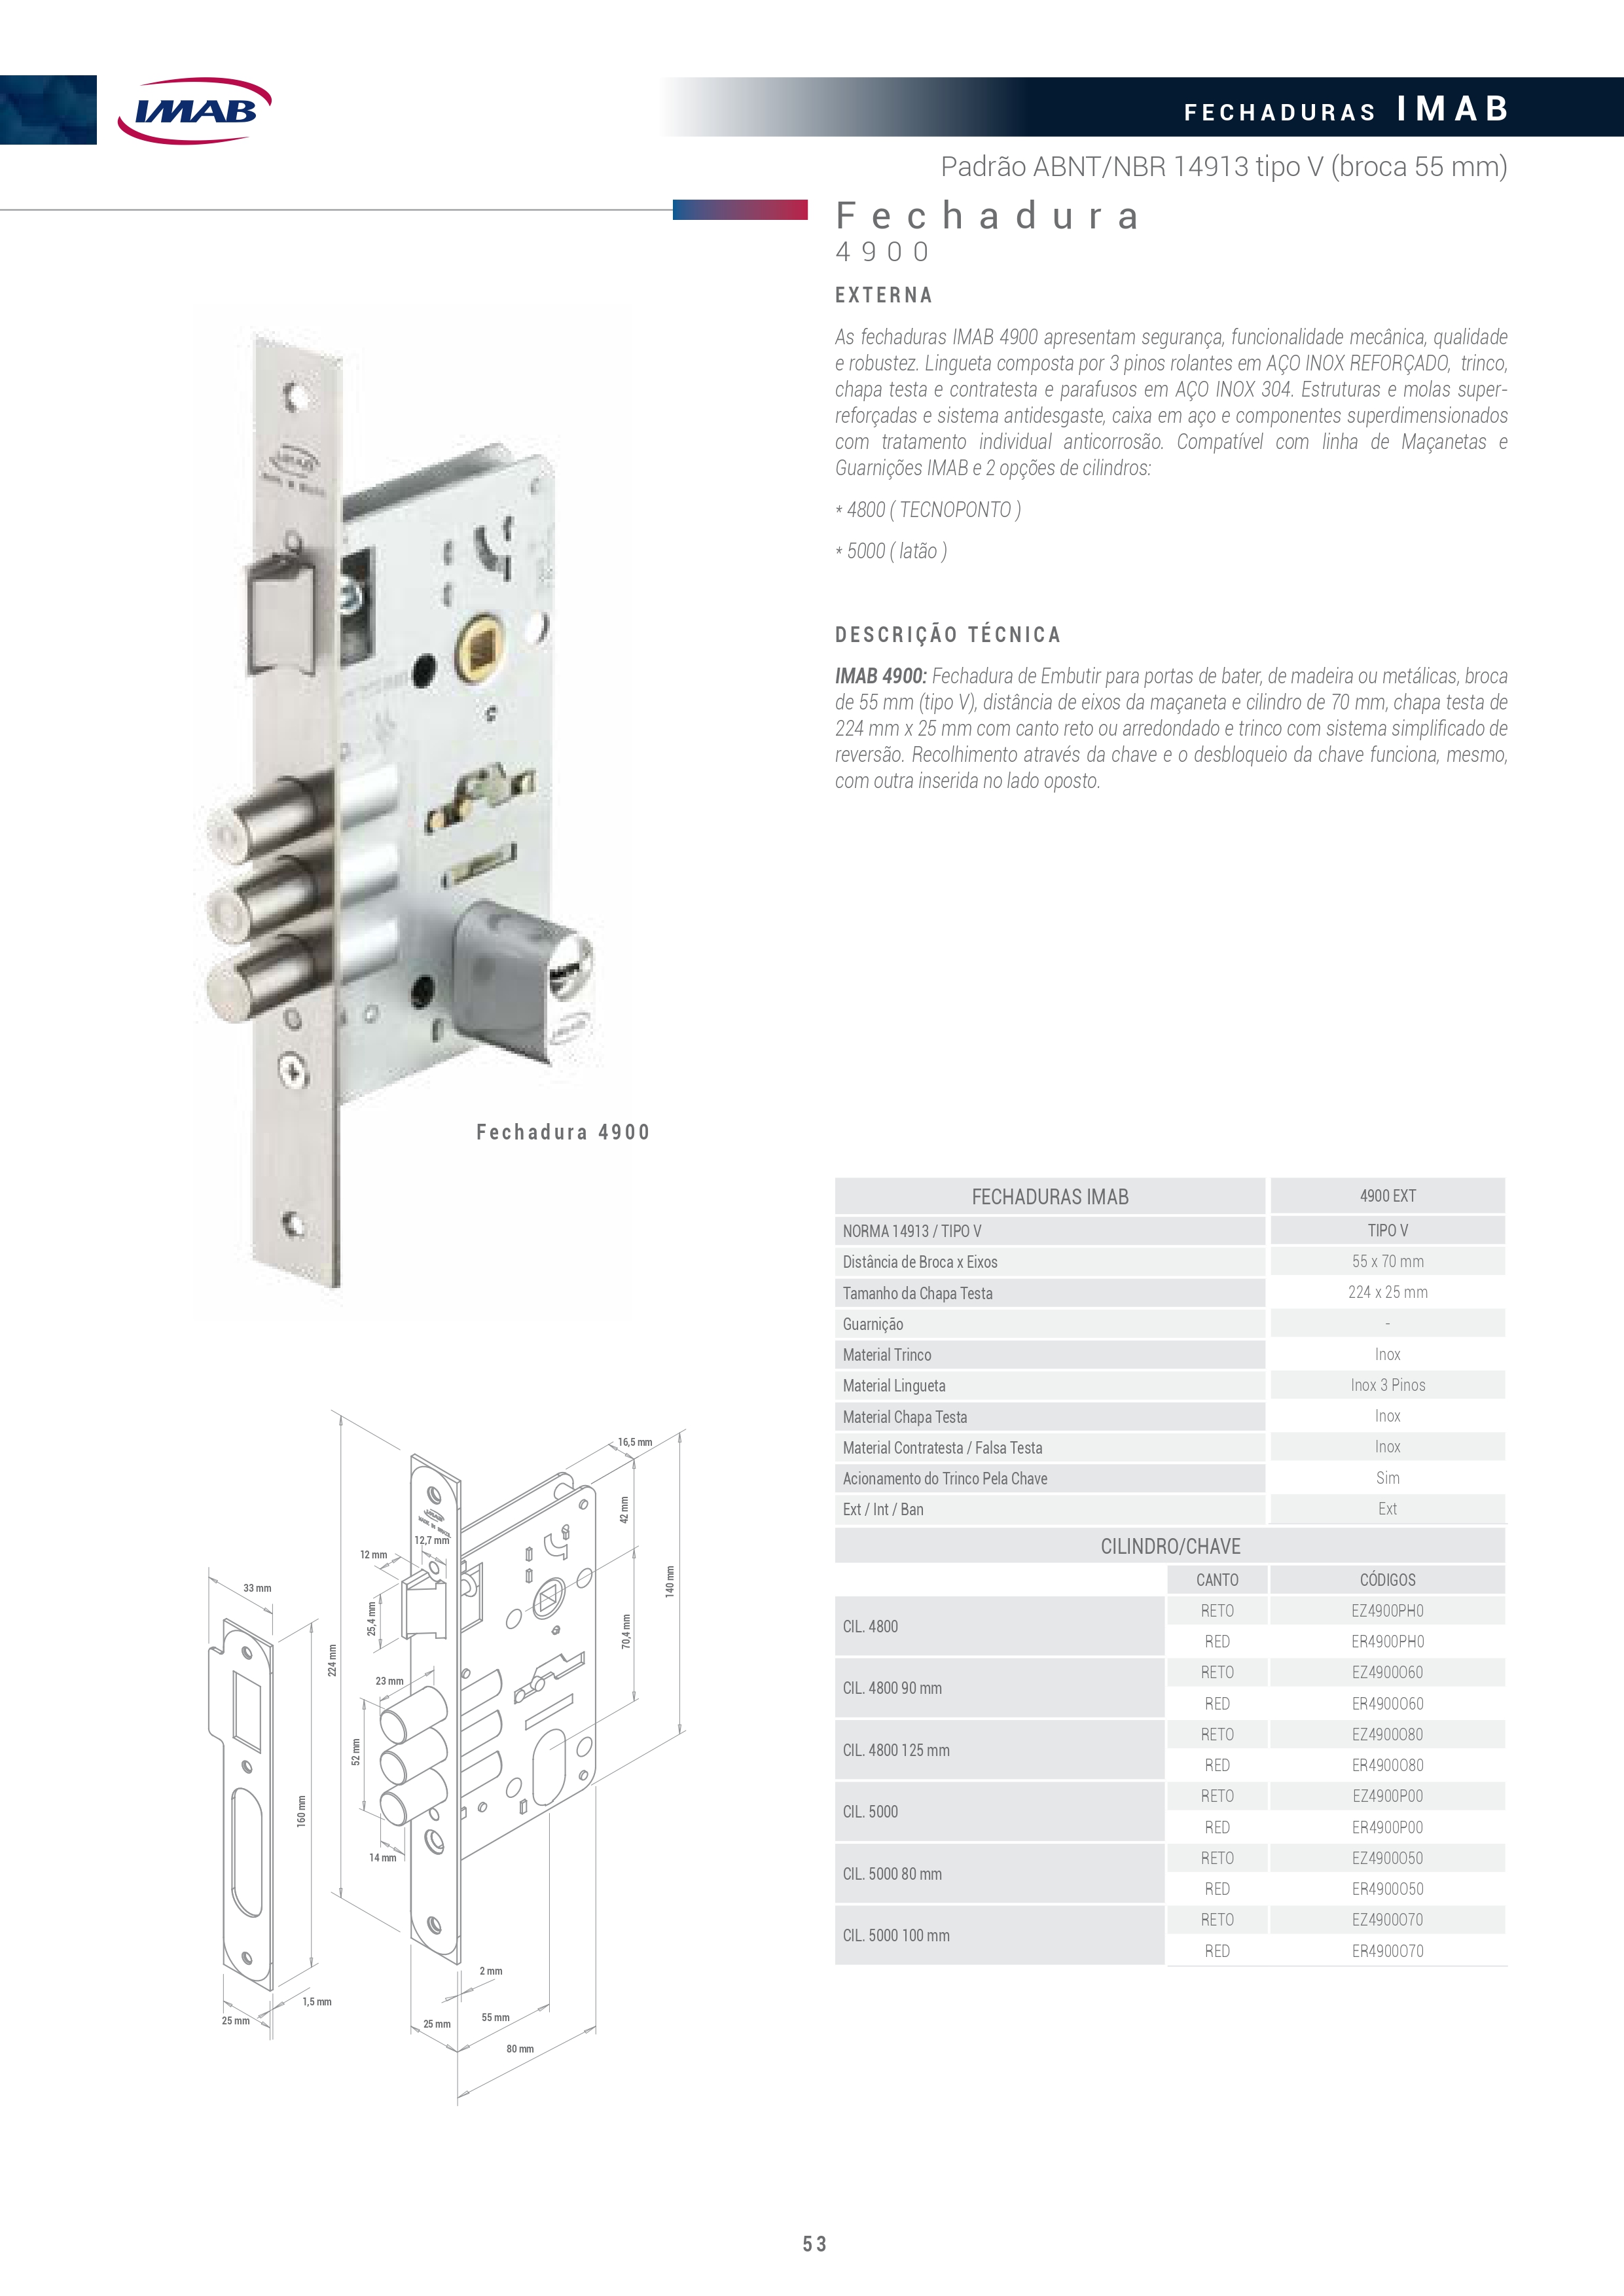 IMAB
FECHADURAS IMAB
Padrão ABNT/NBR 14913 tipo V (broca 55 mm)
Fechadura
4900
EXTERNA
As fechaduras IMAB 4900 apresentam segurança, funcionalidade mecânica, qualidade
e robustez. Lingueta composta por 3 pinos rolantes em AÇO INOX REFORÇADO, trinco,
chapa testa e contratesta e parafusos em AÇO INOX 304. Estruturas e molas super-
reforçadas e sistema antidesgaste, caixa em aço e componentes superdimensionados
com tratamento individual anticorrosão. Compatível com linha de Maçanetas e
Guarnições IMAB e 2 opções de cilindros:
* 4800 ( TECNOPONTO )
* 5000 ( latão )
DESCRIÇÃO TÉCNICA
IMAB 4900: Fechadura de Embutir para portas de bater, de madeira ou metálicas, broca
de 55 mm (tipo V), distância de eixos da maçaneta e cilindro de 70 mm, chapa testa de
224 mm x 25 mm com canto reto ou arredondado e trinco com sistema simplificado de
reversão. Recolhimento através da chave e o desbloqueio da chave funciona, mesmo,
com outra inserida no lado oposto.
IMAB
Fechadura 4900
FECHADURAS IMAB 4900 EXT
NORMA 14913 / TIPO V TIPO V
Distância de Broca x Eixos 55 x 70 mm
Tamanho da Chapa Testa 224 x 25 mm
Guarnição -
Material Trinco Inox
Material Lingueta Inox 3 Pinos
Material Chapa Testa Inox
Material Contratesta / Falsa Testa Inox
Acionamento do Trinco Pela Chave Sim
Ext / Int / Ban Ext
CILINDRO/CHAVE
CANTO CÓDIGOS
CIL. 4800
RETO EZ4900PH0
RED ER4900PH0
CIL. 4800 90 mm
RETO EZ4900O60
RED ER4900O60
CIL. 4800 125 mm
RETO EZ4900O80
RED ER4900O80
CIL. 5000
RETO EZ4900P00
RED ER4900P00
CIL. 5000 80 mm
RETO EZ4900O50
RED ER4900O50
CIL. 5000 100 mm
RETO EZ4900O70
RED ER4900O70
16,5 mm
42 mm
12,7 mm
12 mm
140 mm
33 mm
25,4 mm
70,4 mm
224 mm
23 mm
52 mm
160 mm
14 mm
2 mm
1,5 mm
25 mm
25 mm
55 mm
80 mm
53